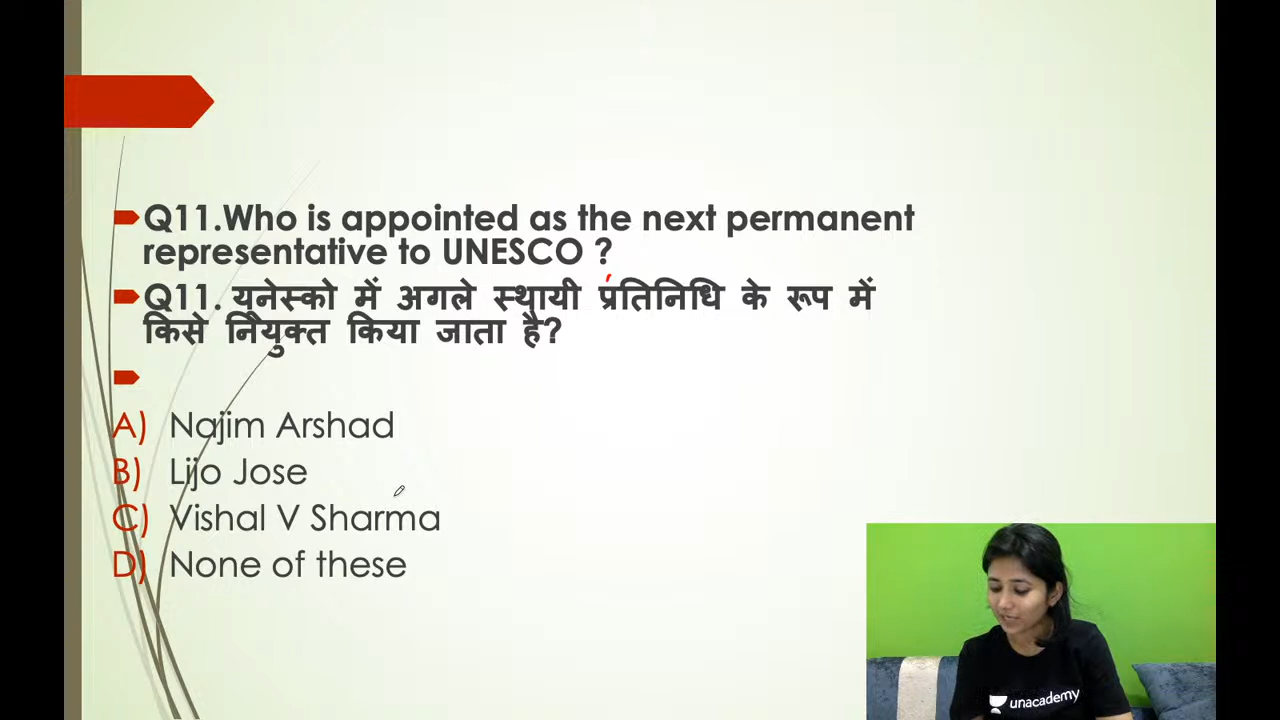 Q11.Who is appointed as the next permanent
representative to UNESCO ?
Q11. यूनेस्को में अगले स्थायी प्रतिनिधि के रूप में
किसे नियुक्त किया जाता है?
A) Najim Arshad
B) Lijo Jose
C) Vishal V Sharma
D) None of these
unacademy